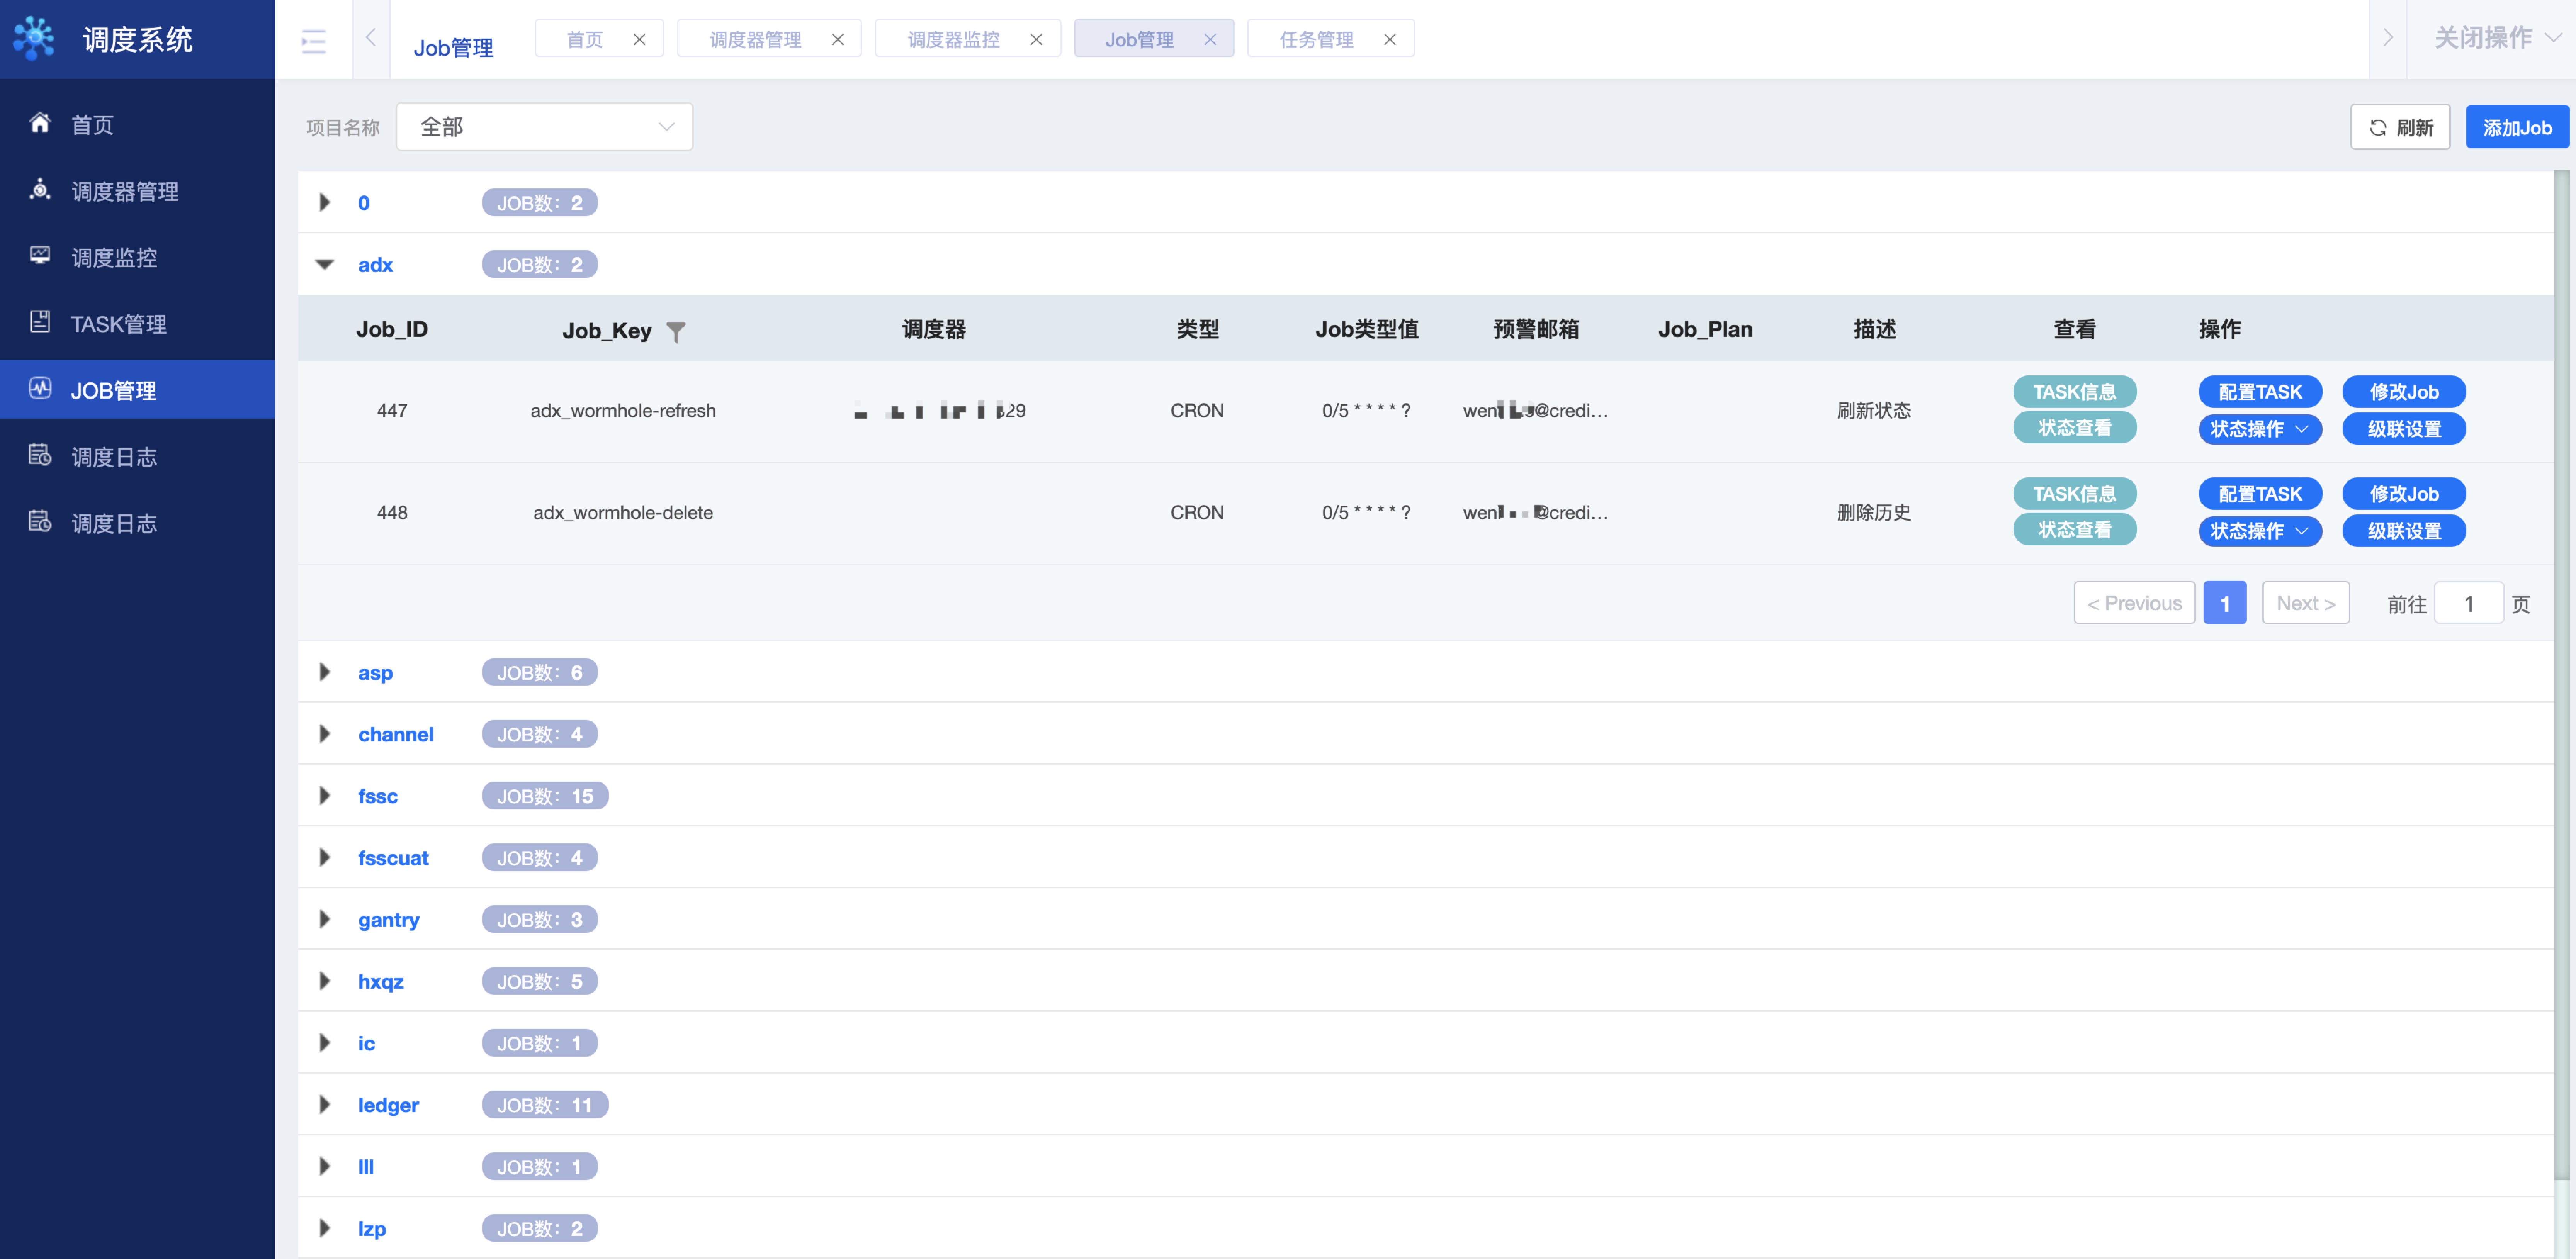 调度系统
首页
调度器管理
调度监控
TASK管理
JOB管理
调度日志
调度日志
Job管理 首页 调度器管理 调度器监控 Job管理 任务管理 关闭操作
项目名称 全部 刷新 添加Job
0 JOB数：2
adx JOB数：2
Job_ID Job_Key 调度器 类型 Job类型值 预警邮箱 Job_Plan 描述 查看 操作
447 adx_wormhole-refresh CRON 0/5 * * * * ? 刷新状态 TASK信息 配置TASK 修改Job
状态查看 状态操作 级联设置
448 adx_wormhole-delete CRON 0/5 * * * * ? 删除历史 TASK信息 配置TASK 修改Job
状态查看 状态操作 级联设置
< Previous 1 Next > 前往 1 页
asp JOB数：6
channel JOB数：4
fssc JOB数：15
fsscuat JOB数：4
gantry JOB数：3
hxqz JOB数：5
ic JOB数：1
ledger JOB数：11
lll JOB数：1
lzp JOB数：2